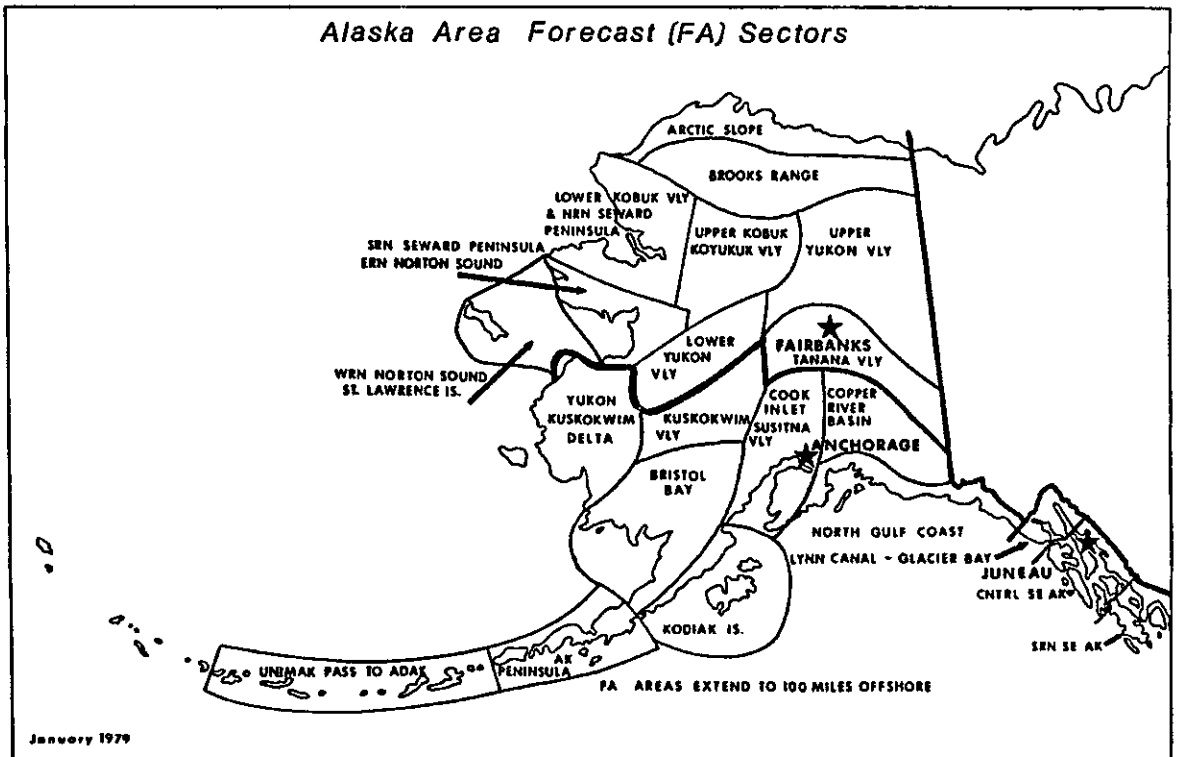 Alaska Area Forecast (FA) Sectors
ARCTIC SLOPE
BROOKS RANGE
LOWER KOBUK VLY
& NRN SEWARD
PENINSULA
UPPER KOBUK
KOYUKUK VLY
UPPER
YUKON VLY
SRN SEWARD PENINSULA
ERN NORTON SOUND
LOWER
YUKON
VLY
FAIRBANKS
TANANA VLY
WRN NORTON SOUND
ST. LAWRENCE IS.
YUKON
KUSKOKWIM
DELTA
KUSKOKWIM
VLY
COOK
INLET
SUSITNA
VLY
COPPER
RIVER
BASIN
ANCHORAGE
BRISTOL
BAY
NORTH GULF COAST
LYNN CANAL - GLACIER BAY
JUNEAU
CNTRL SE AK
SRN SE AK
KODIAK IS.
UNIMAK PASS TO ADAK
AK
PENINSULA
FA AREAS EXTEND TO 100 MILES OFFSHORE
January 1979